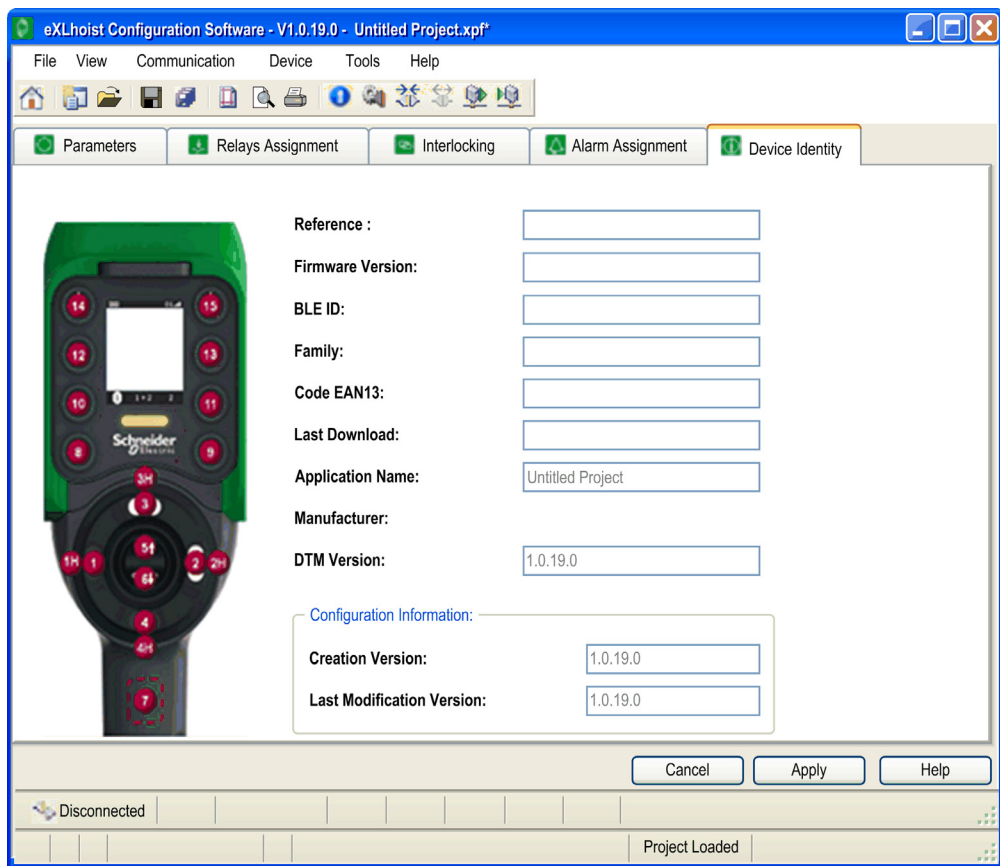 eXLhoist Configuration Software - V1.0.19.0 - Untitled Project.xpf*
File View Communication Device Tools Help
Parameters Relays Assignment Interlocking Alarm Assignment Device Identity
Reference :
Firmware Version:
BLE ID:
Family:
Code EAN13:
Last Download:
Application Name: Untitled Project
Manufacturer:
DTM Version: 1.0.19.0
Configuration Information:
Creation Version: 1.0.19.0
Last Modification Version: 1.0.19.0
14 15
12 13
1+2 2
10 11
Schneider
Electric
8 9
3H
3
5
1H 1 2 2H
6
4
4H
7
Cancel Apply Help
Disconnected
Project Loaded